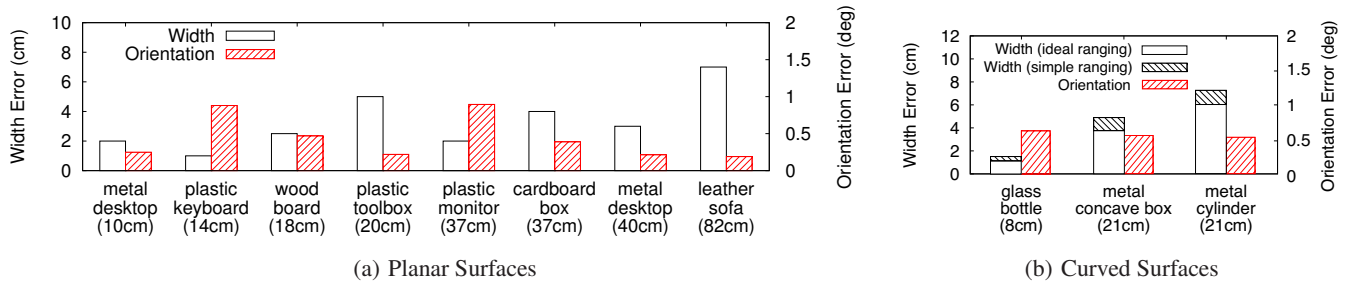 10
8
6
4
2
0
Width Error (cm)
Width
Orientation
2
1.5
1
0.5
0
Orientation Error (deg)
metal desktop (10cm)
plastic keyboard (14cm)
wood board (18cm)
plastic toolbox (20cm)
plastic monitor (37cm)
cardboard box (37cm)
metal desktop (40cm)
leather sofa (82cm)
(a) Planar Surfaces
12
10
8
6
4
2
0
Width Error (cm)
Width (ideal ranging)
Width (simple ranging)
Orientation
2
1.5
1
0.5
0
Orientation Error (deg)
glass bottle (8cm)
metal concave box (21cm)
metal cylinder (21cm)
(b) Curved Surfaces